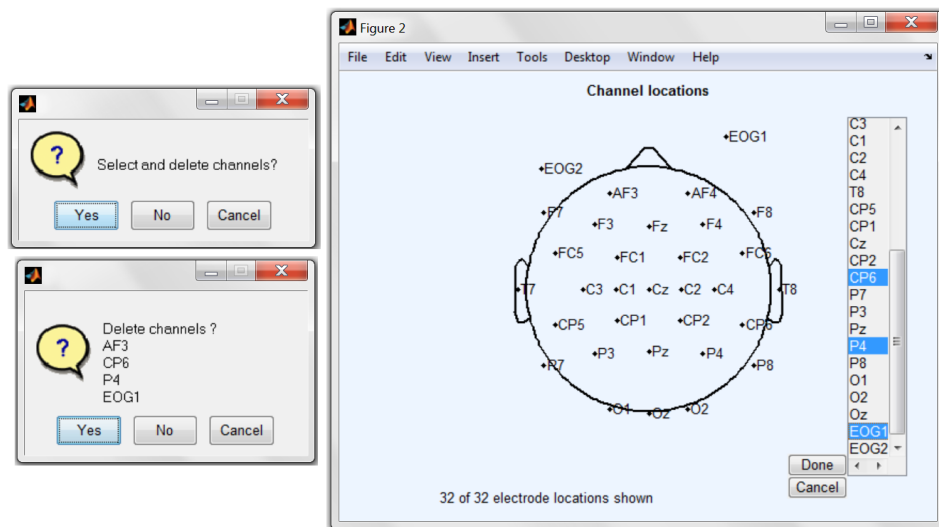 Select and delete channels?
Yes
No
Cancel
Delete channels ?
AF3
CP6
P4
EOG1
Yes
No
Cancel
Figure 2
File Edit View Insert Tools Desktop Window Help
Channel locations
EOG1
EOG2
AF3 AF4
F7 F8
F3 Fz F4
FC5 FC1 FC2 FC6
T7 C3 C1 Cz C2 C4 T8
CP5 CP1 CP2 CP6
P7 P3 Pz P4 P8
O1 Oz O2
32 of 32 electrode locations shown
C3
C1
C2
C4
T8
CP5
CP1
Cz
CP2
CP6
P7
P3
Pz
P4
P8
O1
O2
Oz
EOG1
EOG2
Done
Cancel